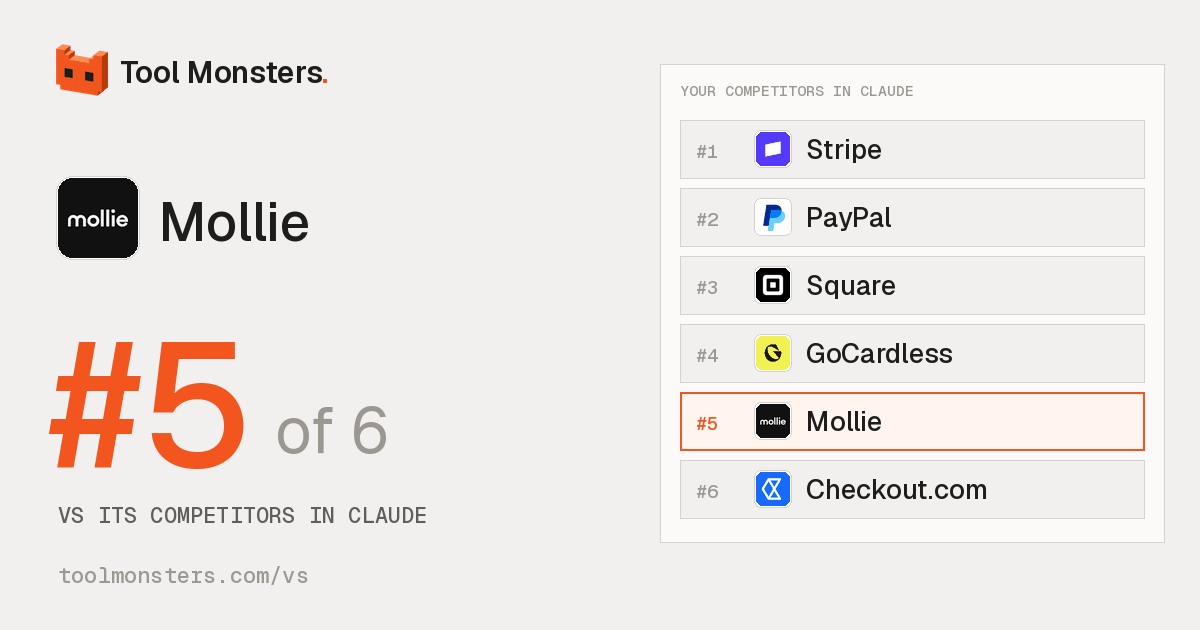 Tool Monsters.
mollie
Mollie
#5 of 6
VS ITS COMPETITORS IN CLAUDE
toolmonsters.com/vs
YOUR COMPETITORS IN CLAUDE
#1 Stripe
#2 PayPal
#3 Square
#4 GoCardless
#5 mollie Mollie
#6 Checkout.com